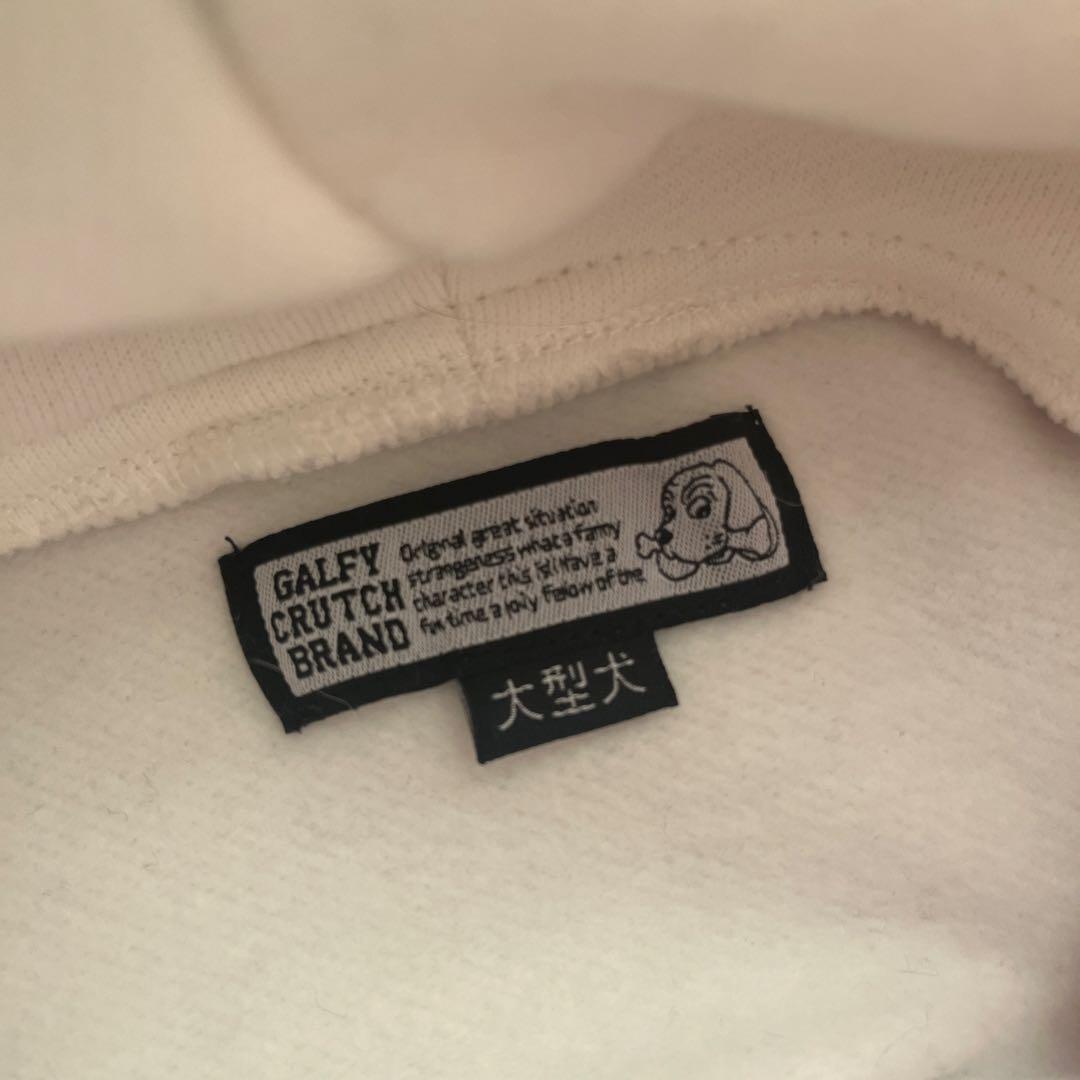 GALFY
CRUTCH
BRAND
Original great situation
strangeness what a famy
character this is! Have a
fun time a jolly Fellow of the
大型犬